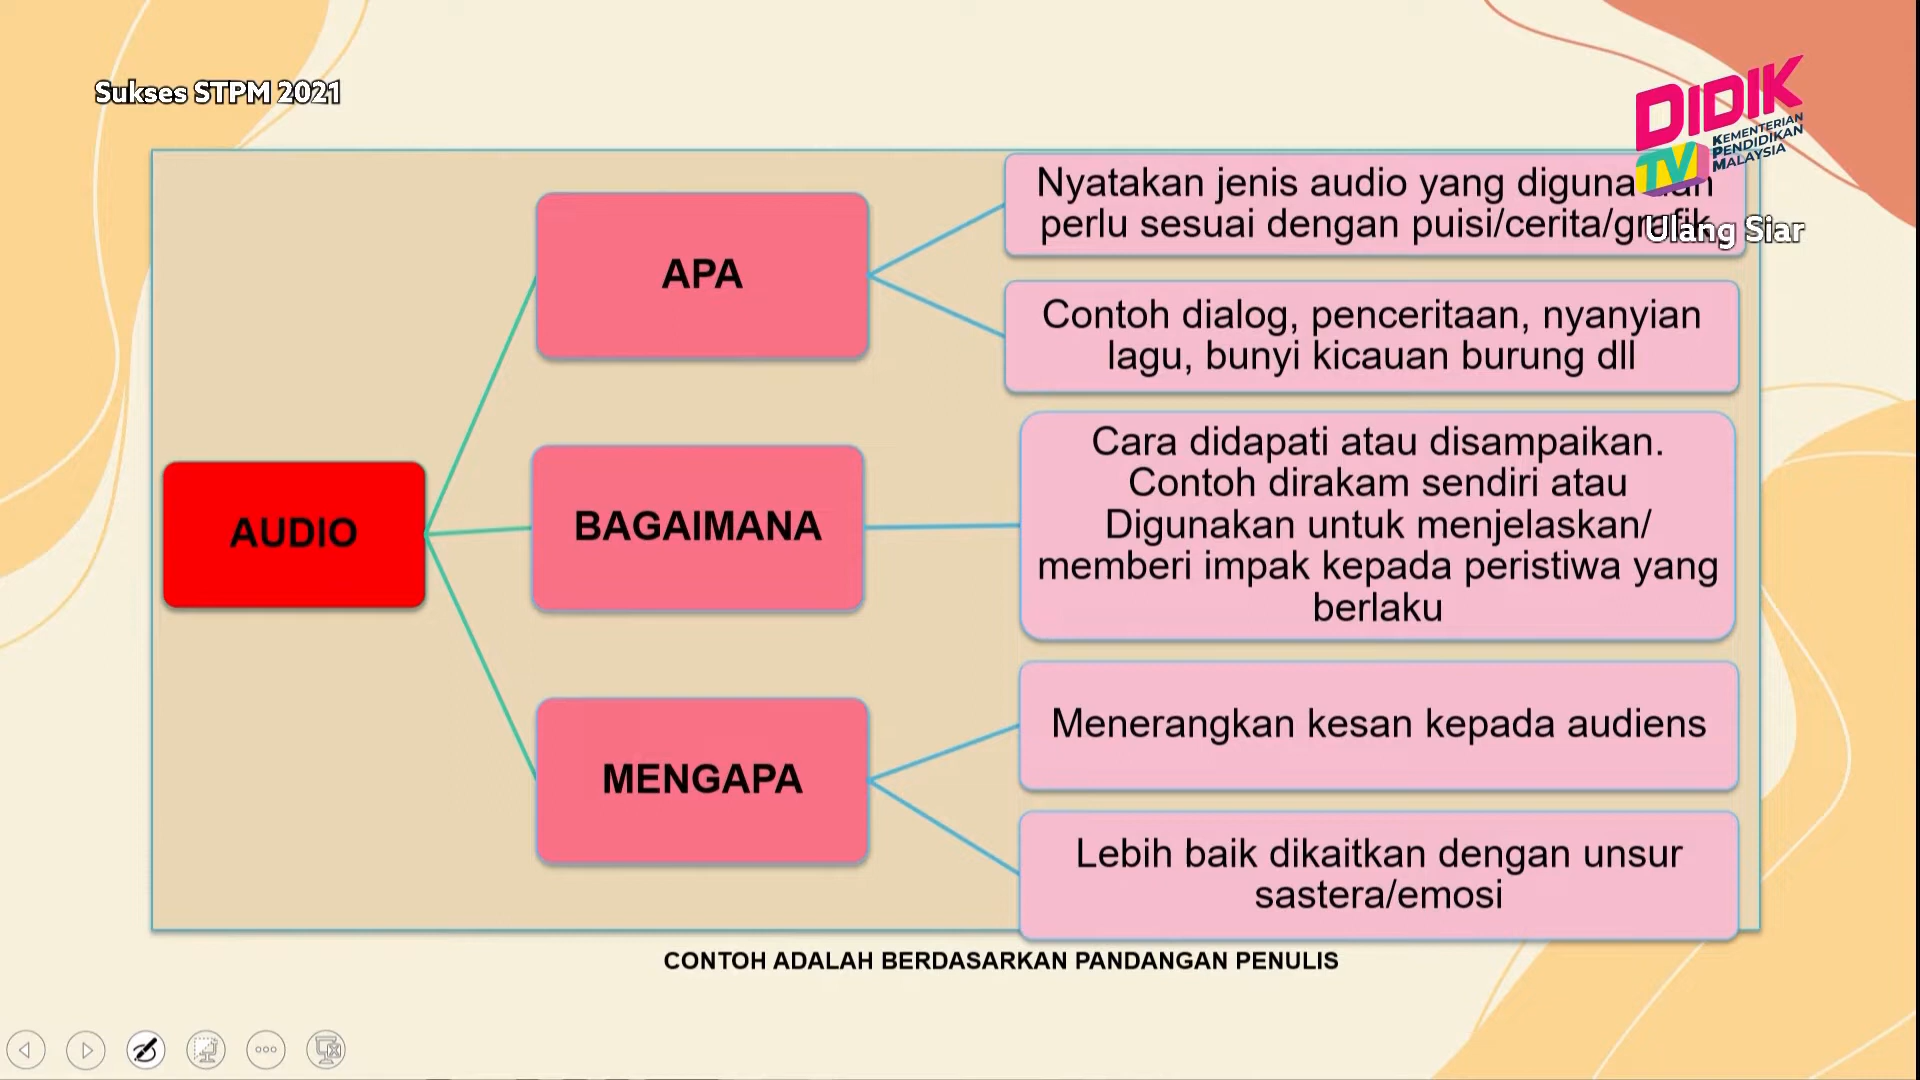 Sukses STPM 2021
DIDIK
TV
KEMENTERIAN
PENDIDIKAN
MALAYSIA
Ulang Siar
AUDIO
APA
Nyatakan jenis audio yang
perlu sesuai dengan puisi/cerita/grafik
Contoh dialog, penceritaan, nyanyian
lagu, bunyi kicauan burung dll
BAGAIMANA
Cara didapati atau disampaikan.
Contoh dirakam sendiri atau
Digunakan untuk menjelaskan/
memberi impak kepada peristiwa yang
berlaku
MENGAPA
Menerangkan kesan kepada audiens
Lebih baik dikaitkan dengan unsur
sastera/emosi
CONTOH ADALAH BERDASARKAN PANDANGAN PENULIS